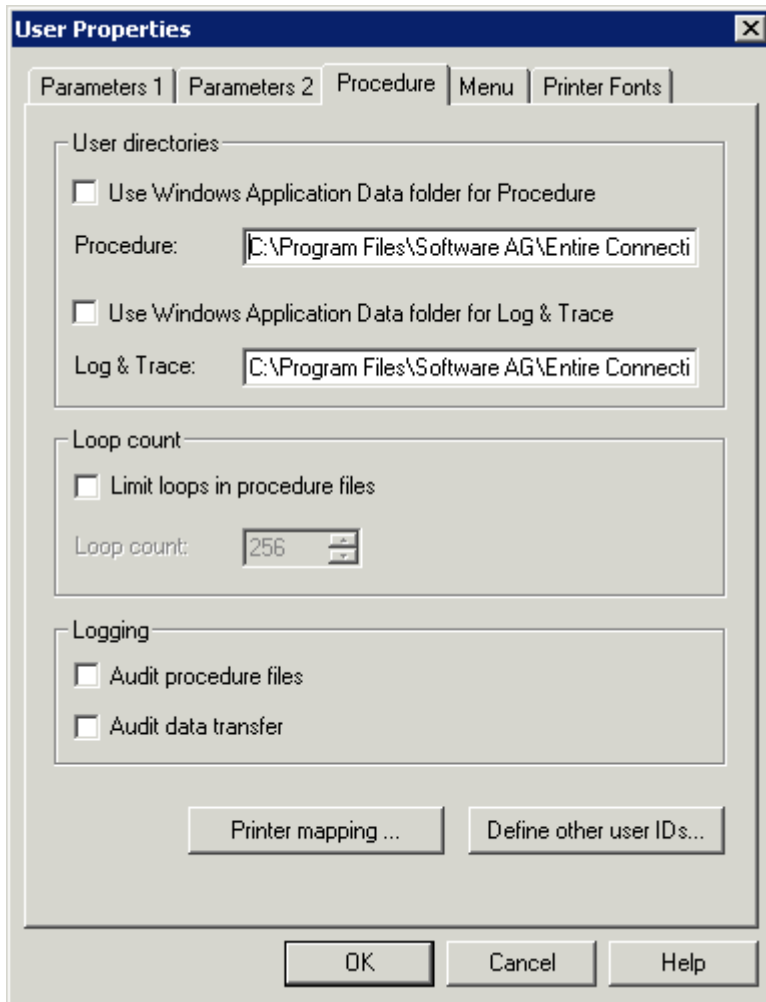 User Properties
Parameters 1 Parameters 2 Procedure Menu Printer Fonts
User directories
Use Windows Application Data folder for Procedure
Procedure: C:\Program Files\Software AG\Entire Connecti
Use Windows Application Data folder for Log & Trace
Log & Trace: C:\Program Files\Software AG\Entire Connecti
Loop count
Limit loops in procedure files
Loop count: 256
Logging
Audit procedure files
Audit data transfer
Printer mapping ... Define other user IDs...
OK Cancel Help